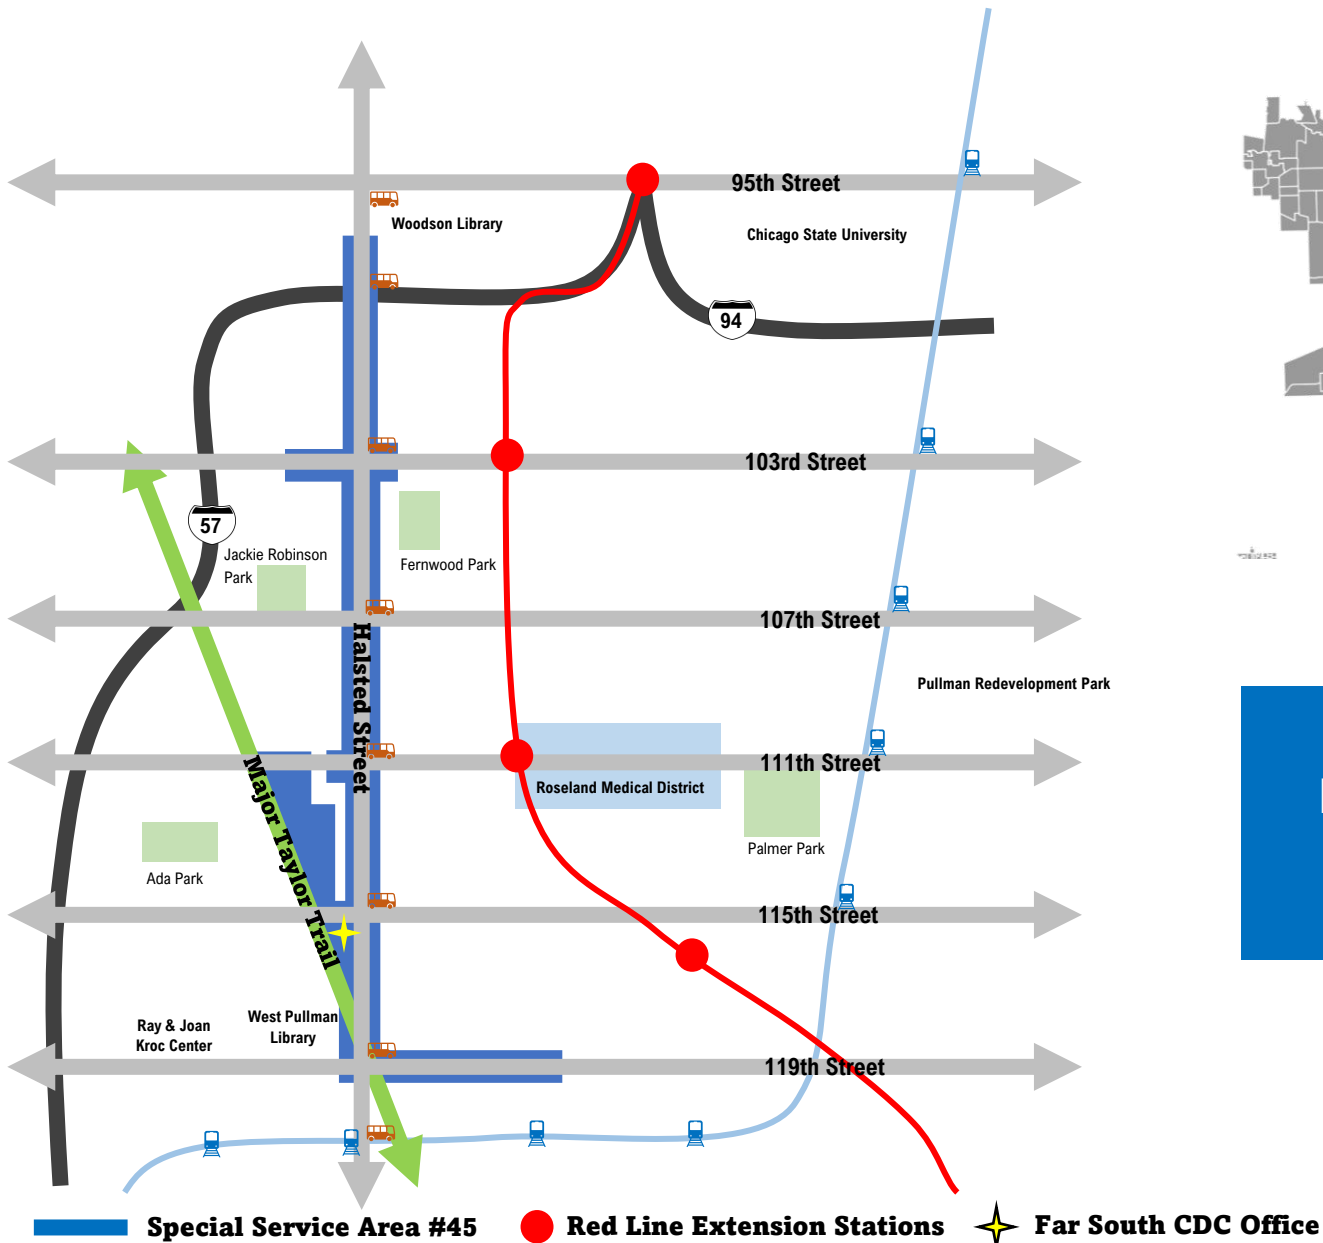 95th Street
Woodson Library
Chicago State University
94
103rd Street
57
Jackie Robinson
Park
Fernwood Park
107th Street
Halsted Street
Pullman Redevelopment Park
111th Street
Roseland Medical District
Major Taylor Trail
Palmer Park
Ada Park
115th Street
West Pullman
Library
Ray & Joan
Kroc Center
119th Street
Special Service Area #45
Red Line Extension Stations
Far South CDC Office